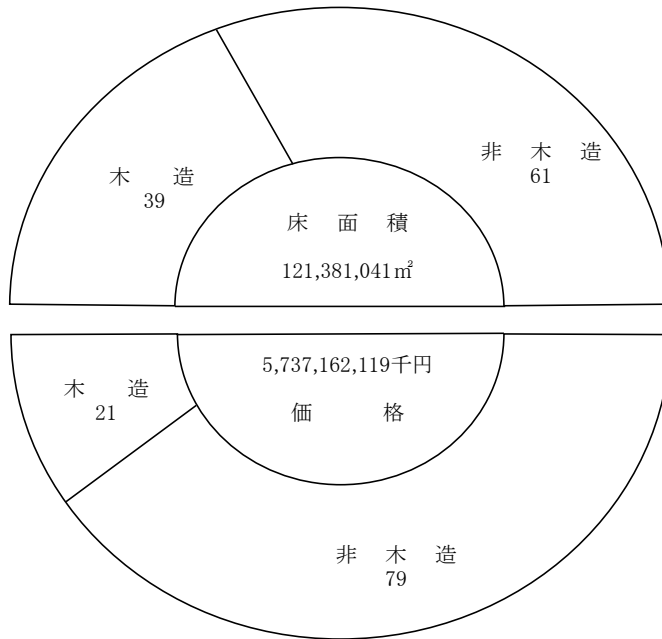 非木造
61
木造
39
床面積
121,381,041㎡
5,737,162,119千円
木造
21
価格
非木造
79